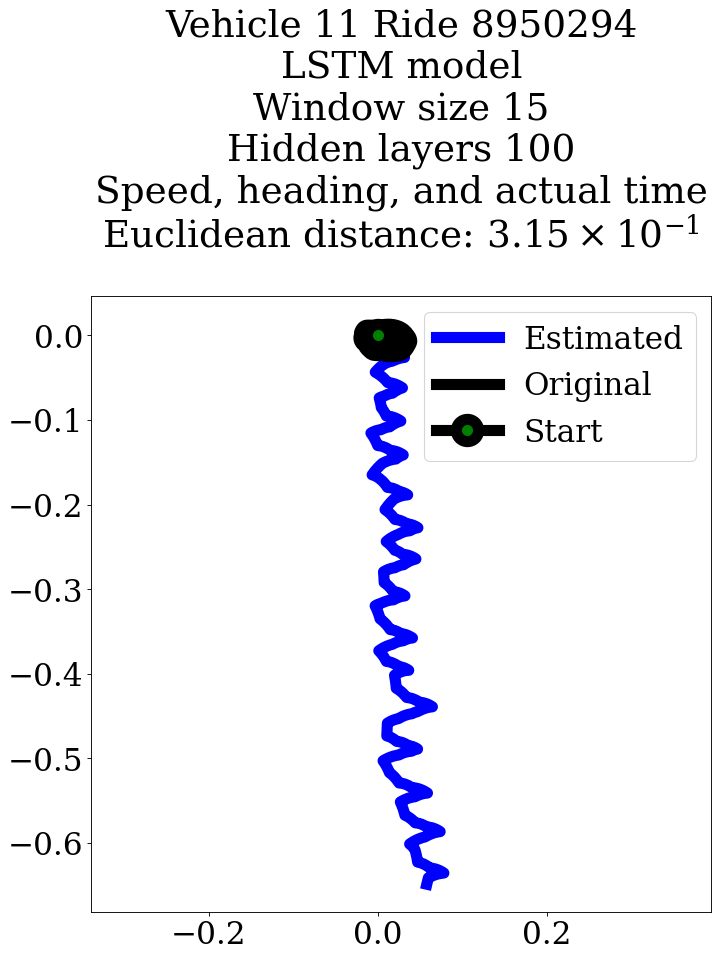 Vehicle 11 Ride 8950294
LSTM model
Window size 15
Hidden layers 100
Speed, heading, and actual time
Euclidean distance: 3.15 × 10⁻¹
Estimated
Original
Start
0.0
−0.1
−0.2
−0.3
−0.4
−0.5
−0.6
−0.2
0.0
0.2